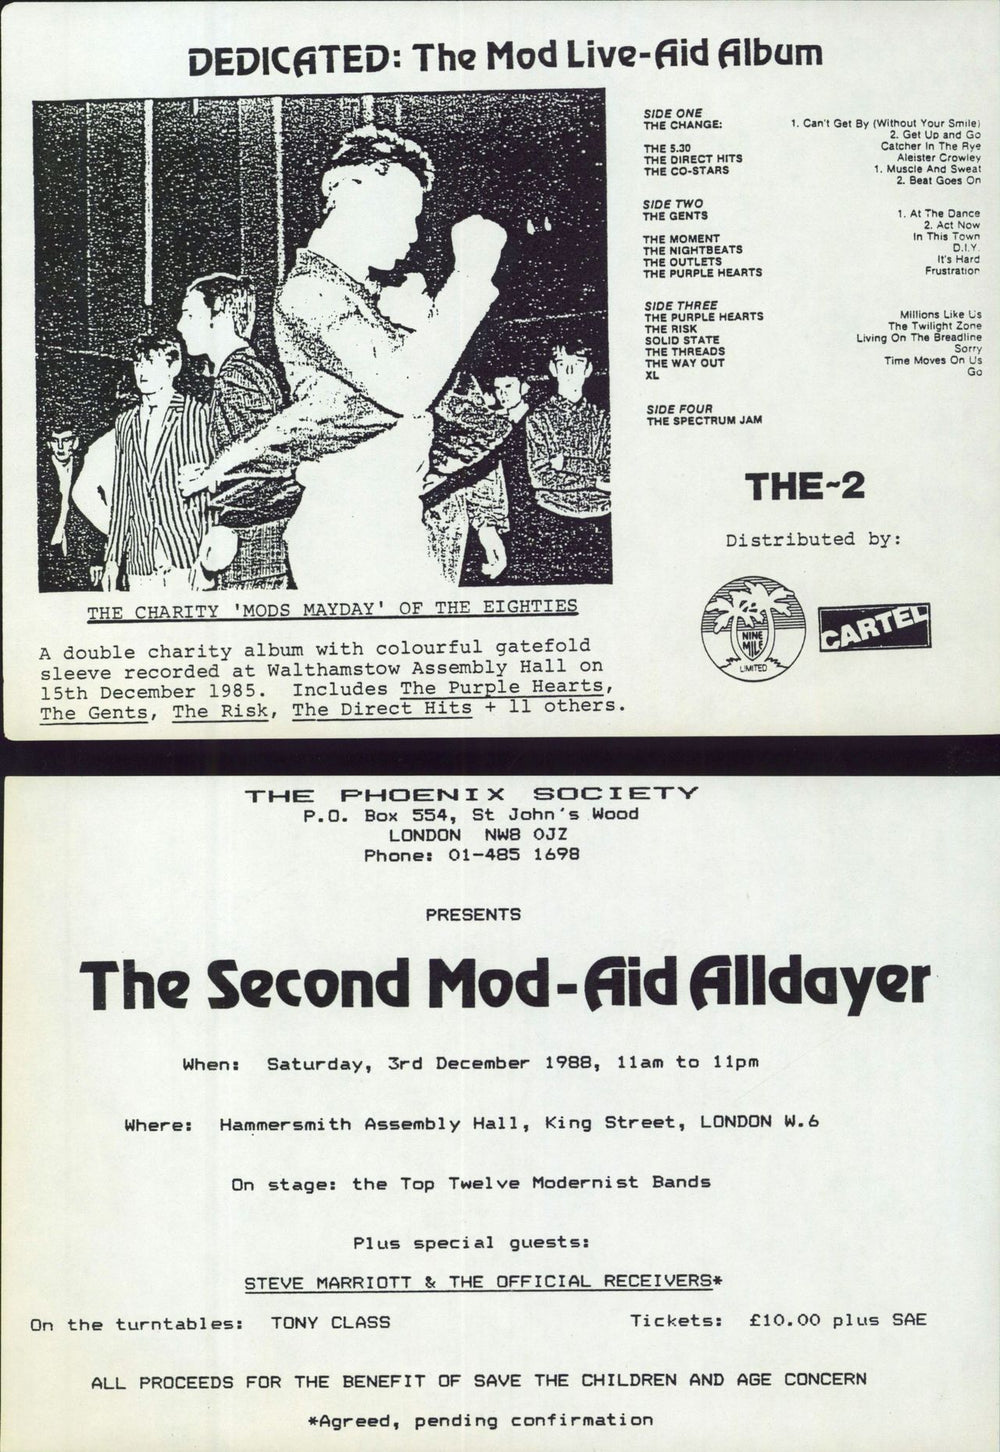 DEDICATED: The Mod Live-Aid Album
SIDE ONE
THE CHANGE: 1. Can't Get By (Without Your Smile)
2. Get Up and Go
THE 5.30 Catcher In The Rye
THE DIRECT HITS Aleister Crowley
THE CO-STARS 1. Muscle And Sweat
2. Beat Goes On
SIDE TWO
THE GENTS 1. At The Dance
2. Act Now
THE MOMENT In This Town
THE NIGHTBEATS D.I.Y.
THE OUTLETS It's Hard
THE PURPLE HEARTS Frustration
SIDE THREE
THE PURPLE HEARTS Millions Like Us
THE RISK The Twilight Zone
SOLID STATE Living On The Breadline
THE THREADS Sorry
THE WAY OUT Time Moves On Us
XL Go
SIDE FOUR
THE SPECTRUM JAM
THE~2
Distributed by:
NINE
MILE
LIMITED
CARTEL
THE CHARITY 'MODS MAYDAY' OF THE EIGHTIES
A double charity album with colourful gatefold
sleeve recorded at Walthamstow Assembly Hall on
15th December 1985. Includes The Purple Hearts,
The Gents, The Risk, The Direct Hits + 11 others.
THE PHOENIX SOCIETY
P.O. Box 554, St John's Wood
LONDON NW8 0JZ
Phone: 01-485 1698
PRESENTS
The Second Mod-Aid Alldayer
When: Saturday, 3rd December 1988, 11am to 11pm
Where: Hammersmith Assembly Hall, King Street, LONDON W.6
On stage: the Top Twelve Modernist Bands
Plus special guests:
STEVE MARRIOTT & THE OFFICIAL RECEIVERS*
On the turntables: TONY CLASS Tickets: £10.00 plus SAE
ALL PROCEEDS FOR THE BENEFIT OF SAVE THE CHILDREN AND AGE CONCERN
*Agreed, pending confirmation